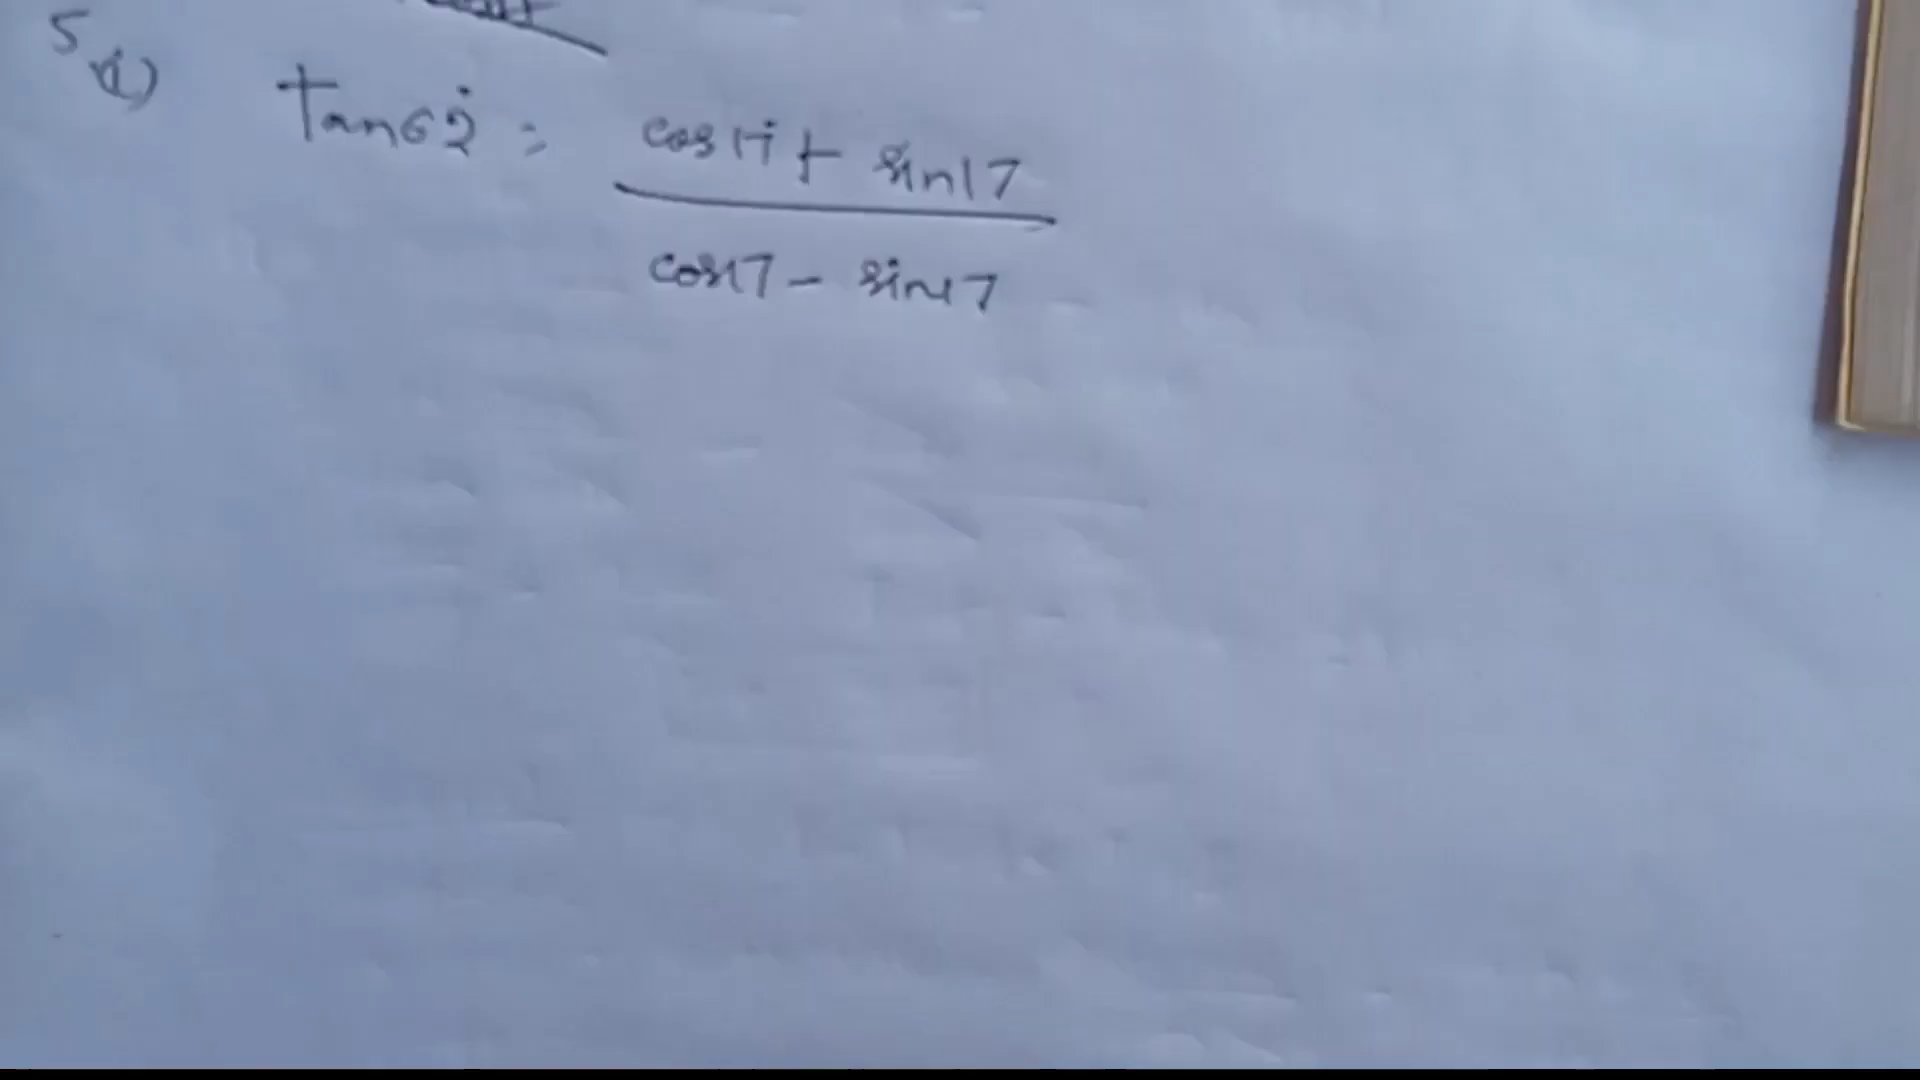 5
(i) Tan62° = cos17° + sin17
cos17 - sin17